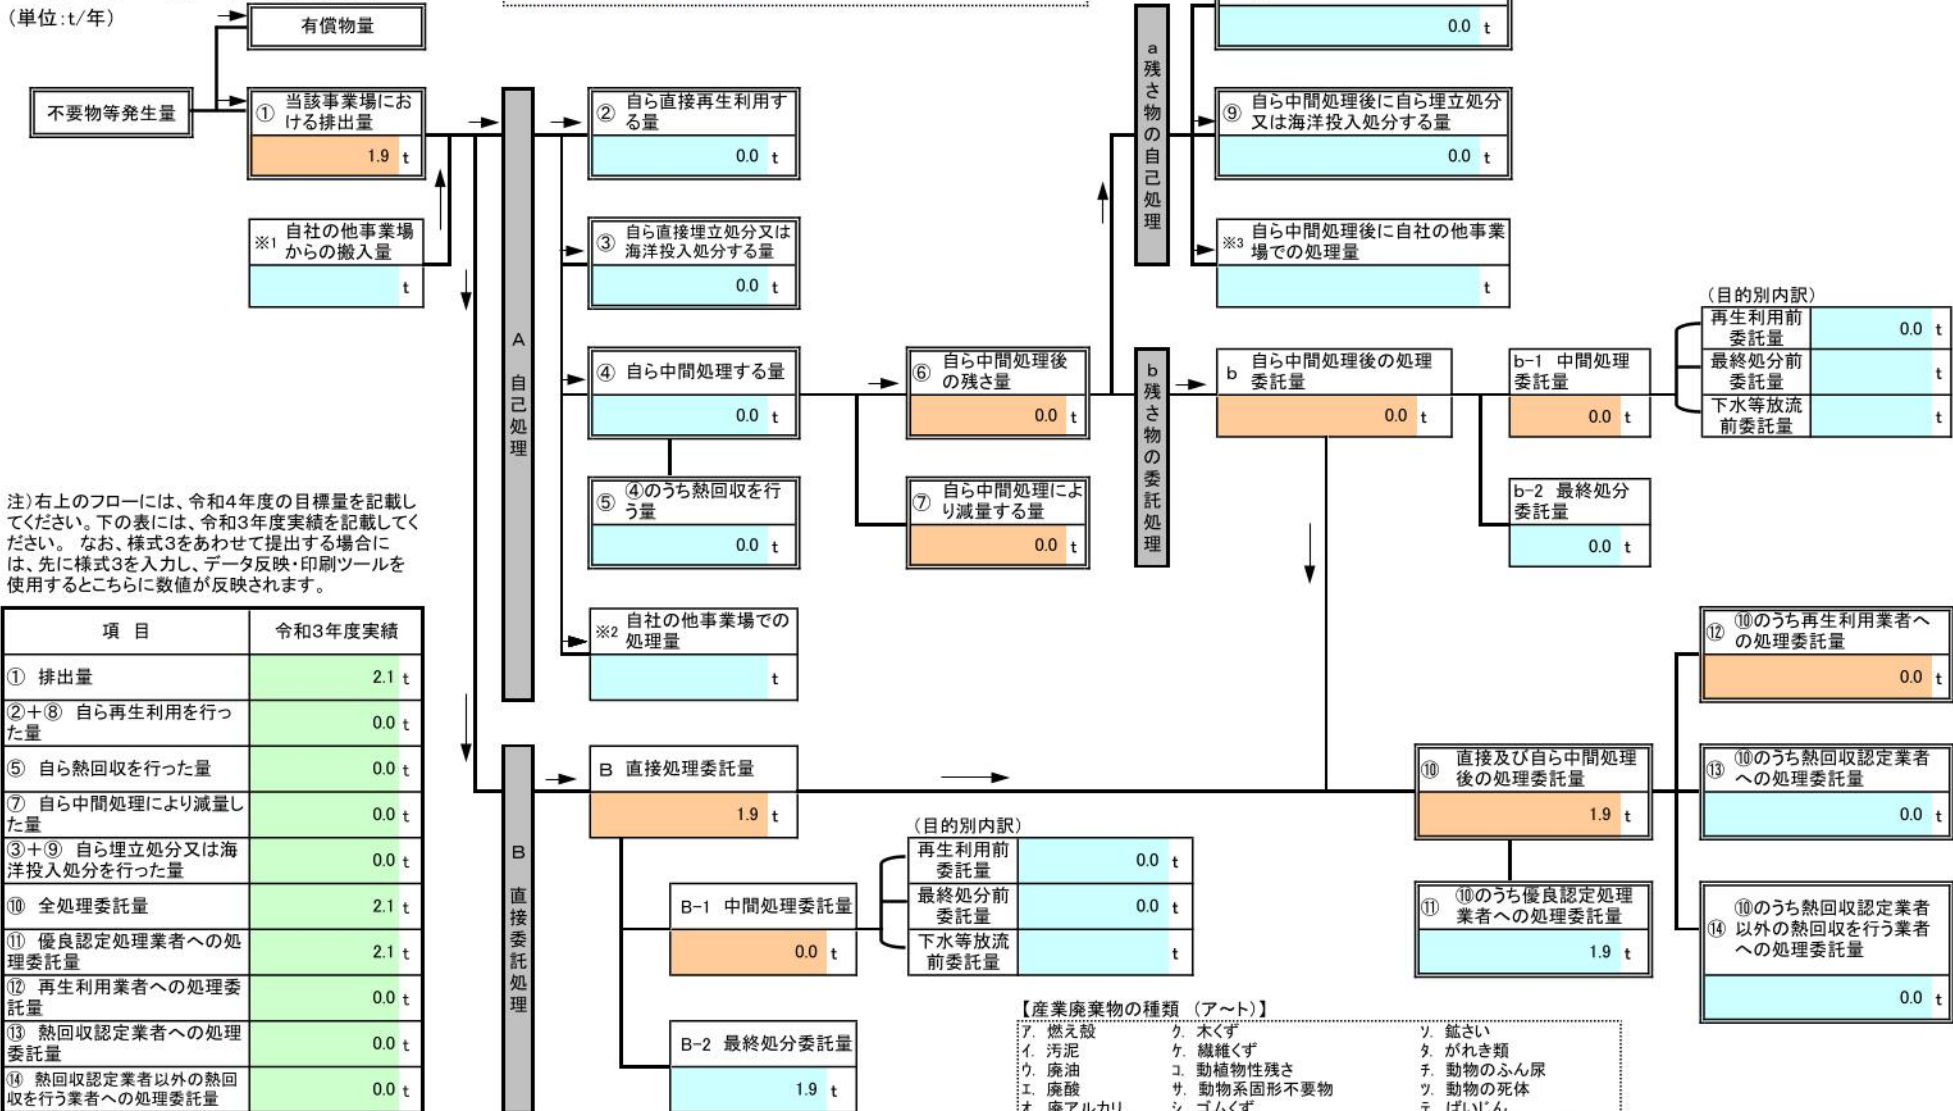 (単位:t/年)
有償物量
0.0 t
不要物等発生量
① 当該事業場にお
ける排出量
1.9 t
※1 自社の他事業場
からの搬入量
t
A 自己処理
② 自ら直接再生利用す
る量
0.0 t
③ 自ら直接埋立処分又は
海洋投入処分する量
0.0 t
④ 自ら中間処理する量
0.0 t
⑤ ④のうち熱回収を行
う量
0.0 t
※2 自社の他事業場での
処理量
t
⑥ 自ら中間処理後
の残さ量
0.0 t
⑦ 自ら中間処理によ
り減量する量
0.0 t
a 残さ物の自己処理
⑨ 自ら中間処理後に自ら埋立処分
又は海洋投入処分する量
0.0 t
※3 自ら中間処理後に自社の他事業
場での処理量
t
b 残さ物の委託処理
b 自ら中間処理後の処理
委託量
0.0 t
b-1 中間処理
委託量
0.0 t
(目的別内訳)
再生利用前
委託量
0.0 t
最終処分前
委託量
t
下水等放流
前委託量
t
b-2 最終処分
委託量
0.0 t
注)右上のフローには、令和4年度の目標量を記載し
てください。下の表には、令和3年度実績を記載してく
ださい。 なお、様式3をあわせて提出する場合に
は、先に様式3を入力し、データ反映・印刷ツールを
使用するとこちらに数値が反映されます。
項 目 令和3年度実績
① 排出量 2.1 t
②+⑧ 自ら再生利用を行っ
た量 0.0 t
⑤ 自ら熱回収を行った量 0.0 t
⑦ 自ら中間処理により減量し
た量 0.0 t
③+⑨ 自ら埋立処分又は海
洋投入処分を行った量 0.0 t
⑩ 全処理委託量 2.1 t
⑪ 優良認定処理業者への処
理委託量 2.1 t
⑫ 再生利用業者への処理委
託量 0.0 t
⑬ 熱回収認定業者への処理
委託量 0.0 t
⑭ 熱回収認定業者以外の熱回
収を行う業者への処理委託量 0.0 t
B 直接委託処理
B 直接処理委託量
1.9 t
B-1 中間処理委託量
0.0 t
(目的別内訳)
再生利用前
委託量
0.0 t
最終処分前
委託量
0.0 t
下水等放流
前委託量
t
B-2 最終処分委託量
1.9 t
⑩ 直接及び自ら中間処理
後の処理委託量
1.9 t
⑪ ⑩のうち優良認定処理
業者への処理委託量
1.9 t
⑫ ⑩のうち再生利用業者へ
の処理委託量
0.0 t
⑬ ⑩のうち熱回収認定業者
への処理委託量
0.0 t
⑭ ⑩のうち熱回収認定業者
以外の熱回収を行う業者
への処理委託量
0.0 t
【産業廃棄物の種類 (ア~ト)】
ア. 燃え殻 ク. 木くず ソ. 鉱さい
イ. 汚泥 ケ. 繊維くず タ. がれき類
ウ. 廃油 コ. 動植物性残さ チ. 動物のふん尿
エ. 廃酸 サ. 動物系固形不要物 ツ. 動物の死体
オ. 廃アルカリ シ. ゴムくず テ. ばいじん